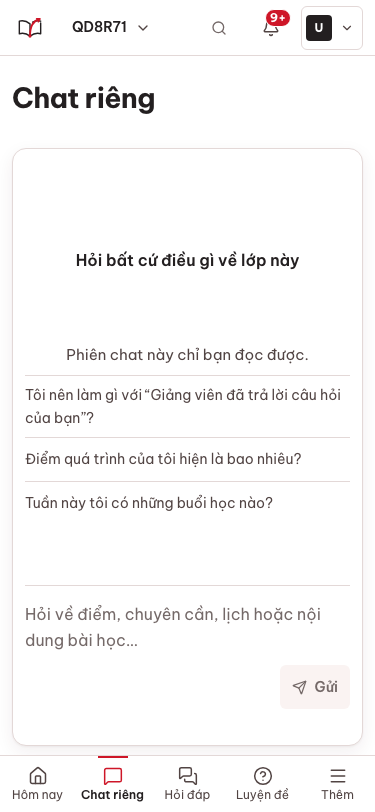 QD8R71
9+
U
Chat riêng
Hỏi bất cứ điều gì về lớp này
Phiên chat này chỉ bạn đọc được.
Tôi nên làm gì với “Giảng viên đã trả lời câu hỏi
của bạn”?
Điểm quá trình của tôi hiện là bao nhiêu?
Tuần này tôi có những buổi học nào?
Hỏi về điểm, chuyên cần, lịch hoặc nội
dung bài học...
Gửi
Hôm nay
Chat riêng
Hỏi đáp
Luyện đề
Thêm